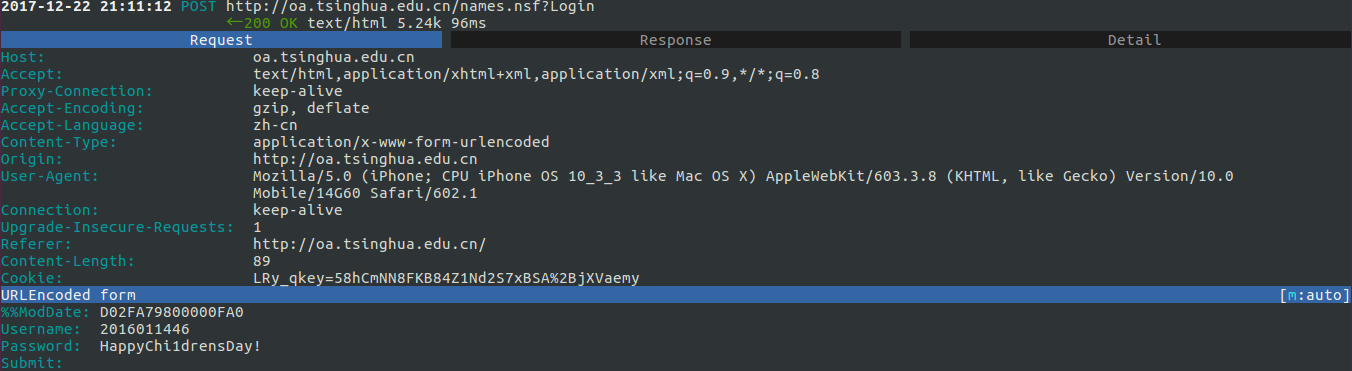 2017-12-22 21:11:12 POST http://oa.tsinghua.edu.cn/names.nsf?Login
←200 OK text/html 5.24k 96ms
Request Response Detail
Host: oa.tsinghua.edu.cn
Accept: text/html,application/xhtml+xml,application/xml;q=0.9,*/*;q=0.8
Proxy-Connection: keep-alive
Accept-Encoding: gzip, deflate
Accept-Language: zh-cn
Content-Type: application/x-www-form-urlencoded
Origin: http://oa.tsinghua.edu.cn
User-Agent: Mozilla/5.0 (iPhone; CPU iPhone OS 10_3_3 like Mac OS X) AppleWebKit/603.3.8 (KHTML, like Gecko) Version/10.0
Mobile/14G60 Safari/602.1
Connection: keep-alive
Upgrade-Insecure-Requests: 1
Referer: http://oa.tsinghua.edu.cn/
Content-Length: 89
Cookie: LRy_qkey=58hCmNN8FKB84Z1Nd2S7xBSA%2BjXVaemy
URLEncoded form [m:auto]
%%ModDate: D02FA79800000FA0
Username: 2016011446
Password: HappyChi1drensDay!
Submit: